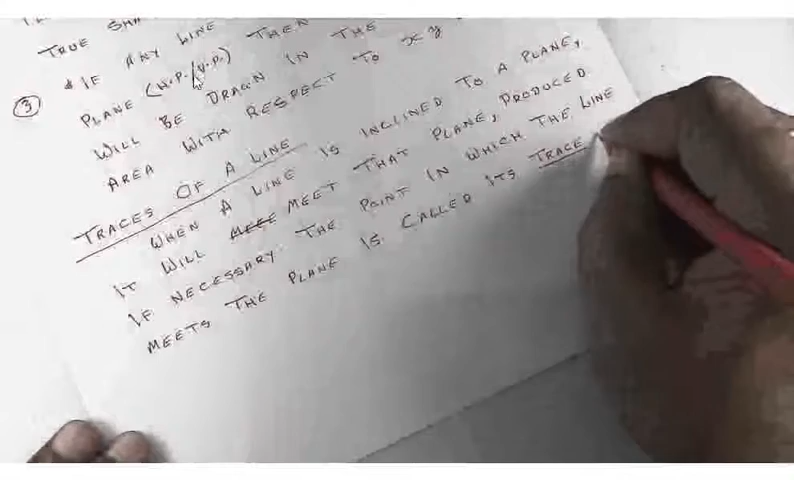 TRUE SHA
* IF ANY LINE THEN
③ PLANE (H.P./V.P.) IN THE
WILL BE DRAWN TO x y
AREA WITH RESPECT
TRACES OF A LINE
WHEN A LINE IS INCLINED TO A PLANE,
IT WILL MEET THAT PLANE, PRODUCED
IF NECESSARY. THE POINT IN WHICH THE LINE
MEETS THE PLANE IS CALLED ITS TRACE